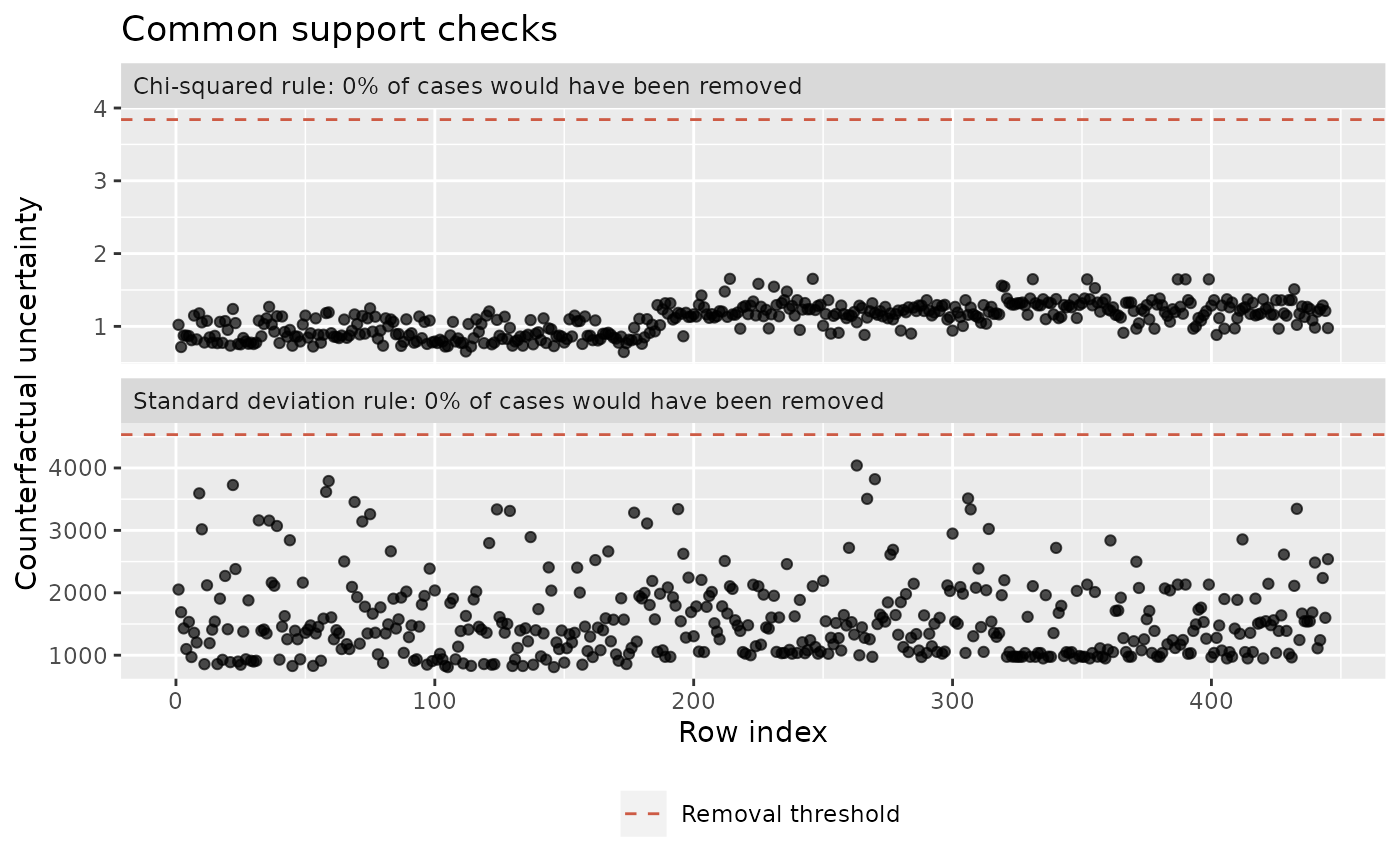 Common support checks
Chi-squared rule: 0% of cases would have been removed
4
3
2
1
Standard deviation rule: 0% of cases would have been removed
4000
3000
2000
1000
Counterfactual uncertainty
0 100 200 300 400
Row index
Removal threshold